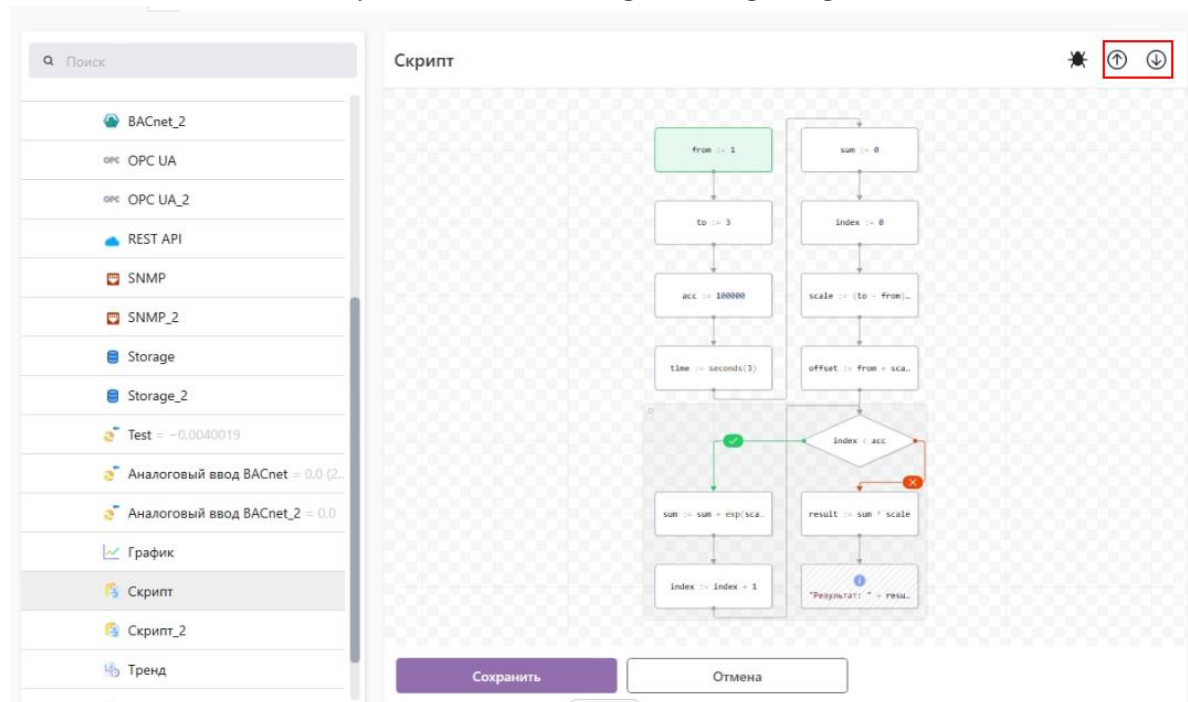 Поиск
BACnet_2
OPC OPC UA
OPC OPC UA_2
REST API
SNMP
SNMP_2
Storage
Storage_2
Test = −0,0040019
Аналоговый ввод BACnet = 0,0 (2...
Аналоговый ввод BACnet_2 = 0,0
График
Скрипт
Скрипт_2
Тренд
Скрипт
from := 1
to := 3
acc := 100000
time := seconds(3)
sum := 0
index := 0
scale := (to - from)…
offset := from + sca…
index < acc
sum := sum + exp(sca…
index := index + 1
result := sum * scale
"Результат: " + resu…
Сохранить
Отмена